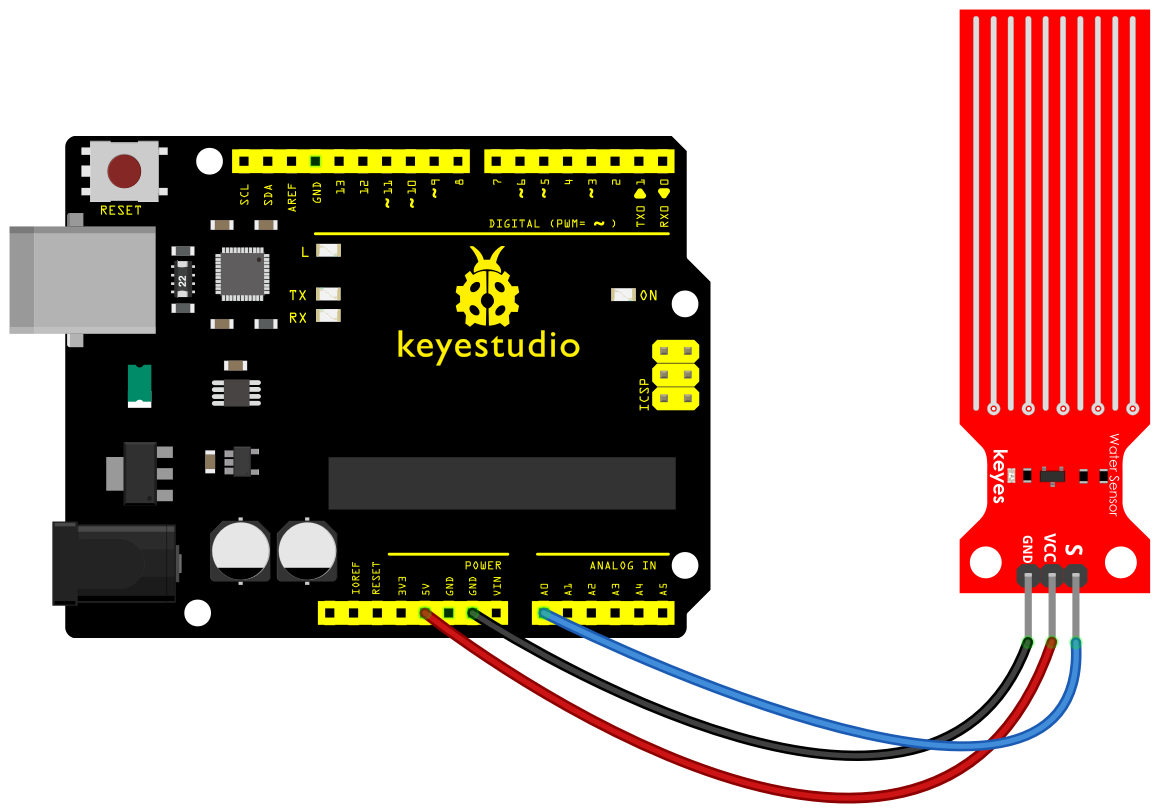 RESET
SCL
SDA
AREF
GND
13
12
~11
~10
~9
8
7
~6
~5
4
~3
2
TX0 1
RX0 0
DIGITAL (PWM= ~ )
L
TX
RX
22
ON
keyestudio
ICSP
POWER
ANALOG IN
IOREF
RESET
3V3
5V
GND
GND
VIN
A0
A1
A2
A3
A4
A5
keyes
Water Sensor
GND
VCC
S